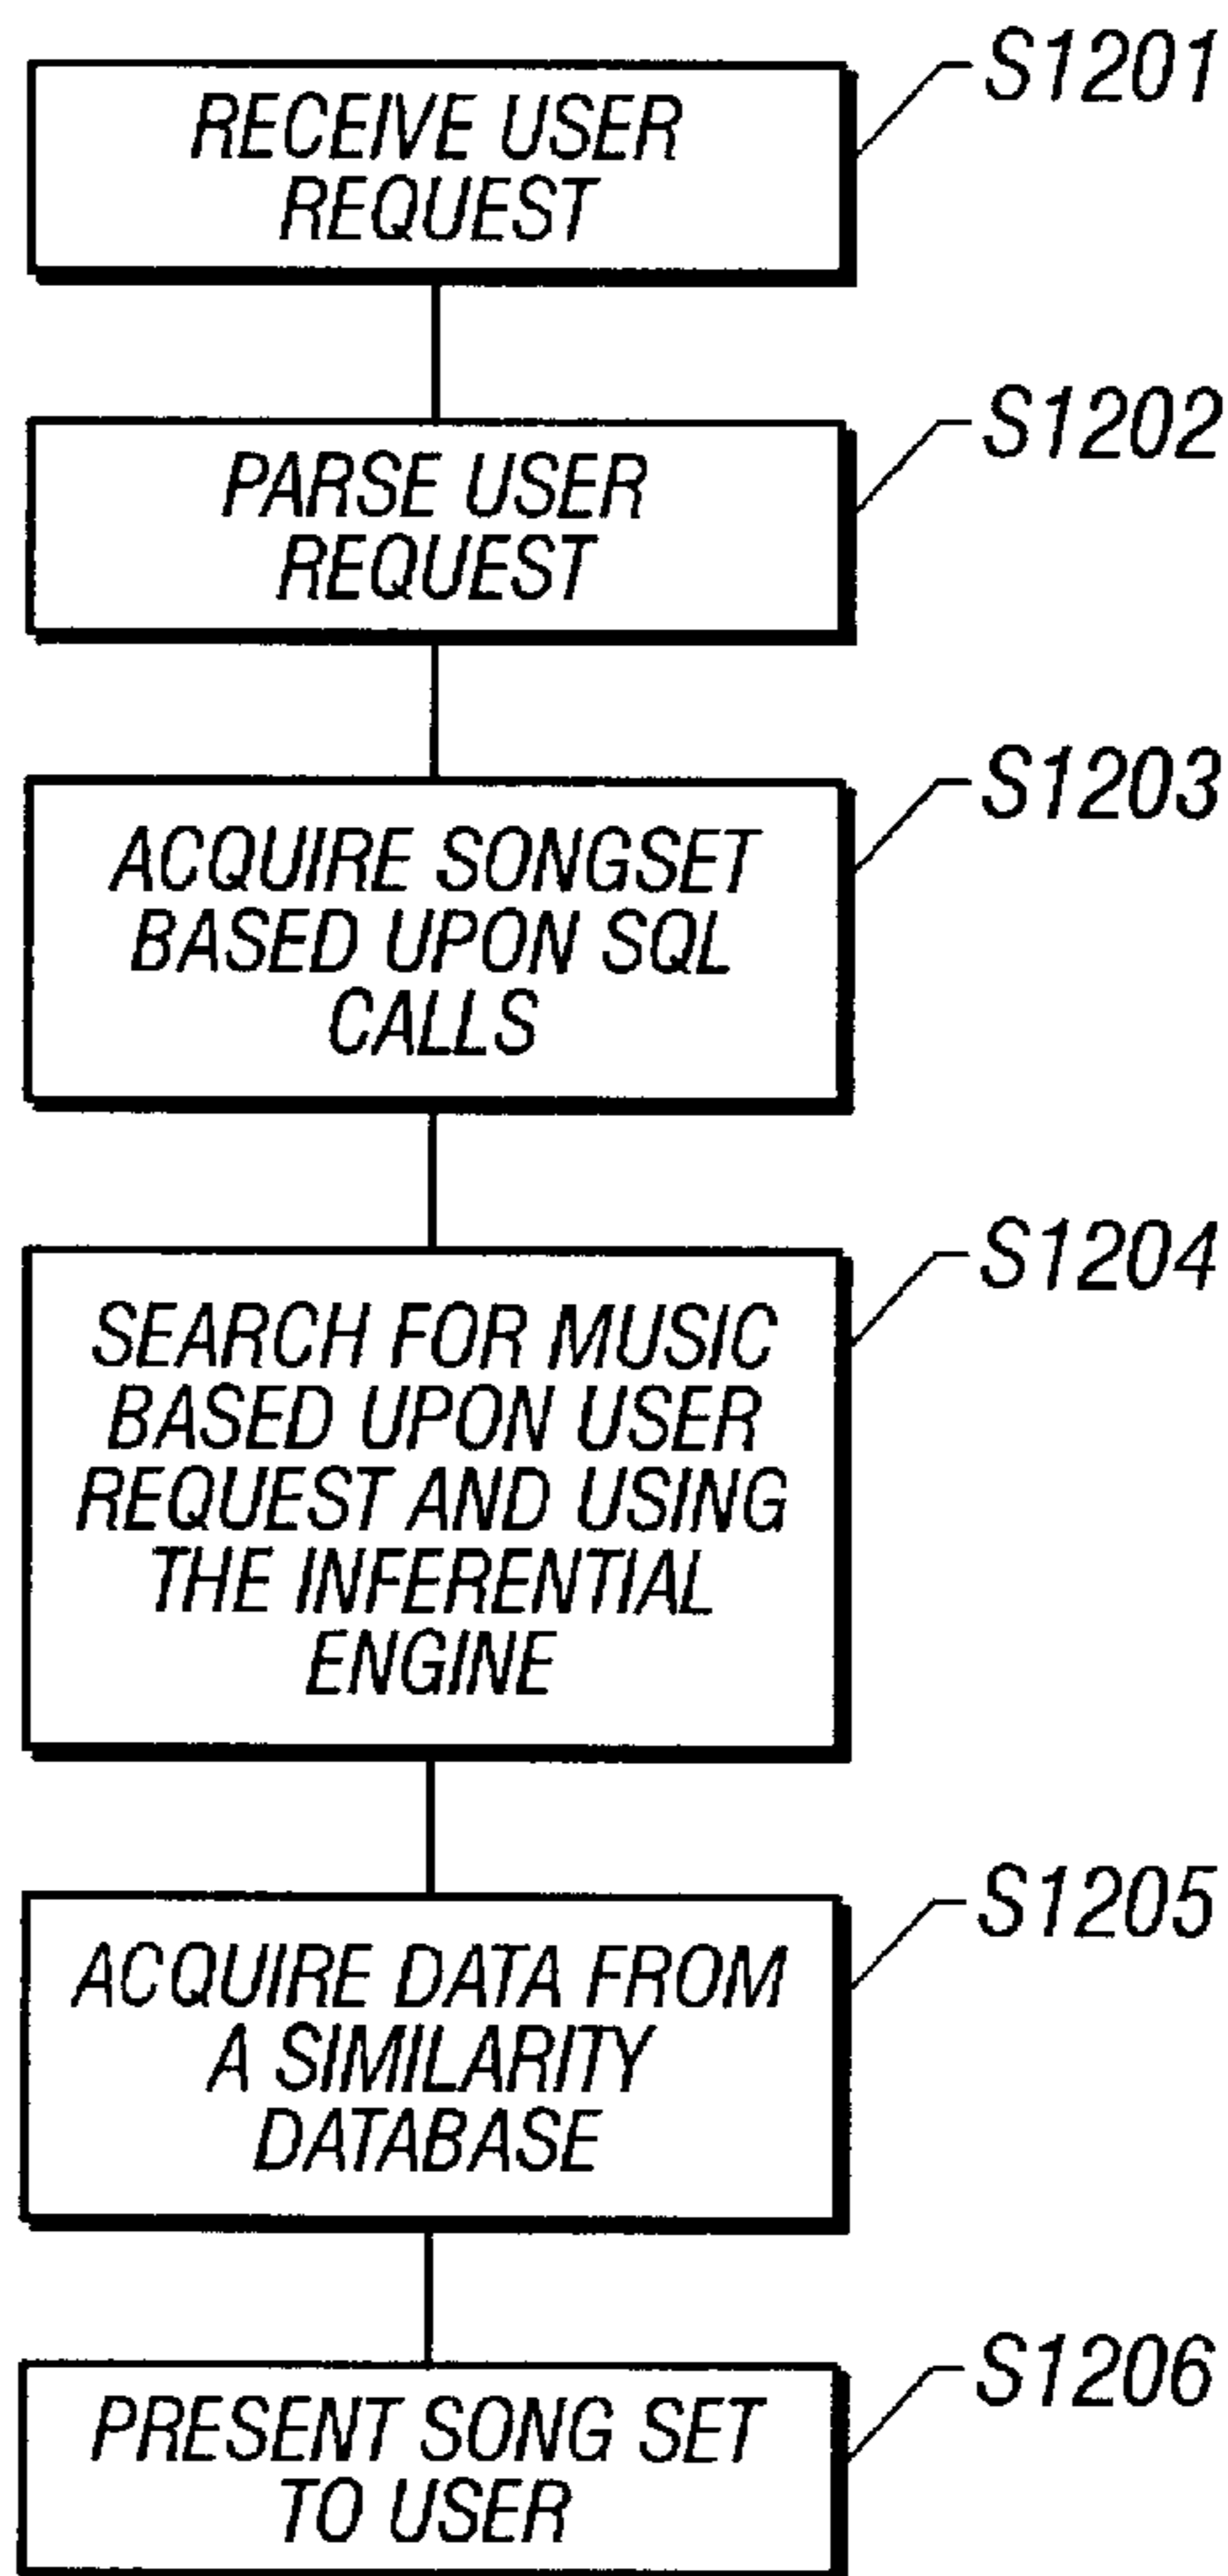 S1201
RECEIVE USER
REQUEST
S1202
PARSE USER
REQUEST
S1203
ACQUIRE SONGSET
BASED UPON SQL
CALLS
S1204
SEARCH FOR MUSIC
BASED UPON USER
REQUEST AND USING
THE INFERENTIAL
ENGINE
S1205
ACQUIRE DATA FROM
A SIMILARITY
DATABASE
S1206
PRESENT SONG SET
TO USER